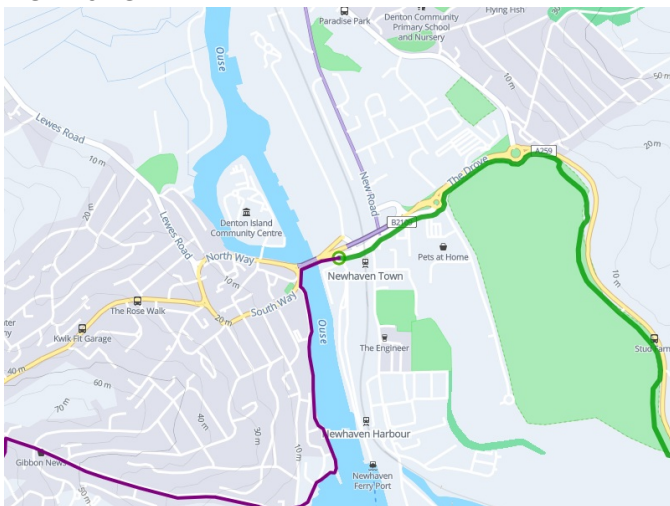 Paradise Park
Denton Community
Primary School
and Nursery
Flying Fish
10 m
50 m
Ouse
Lewes Road
10 m
20 m
A259
The Drove
20 m
New Road
Lewes Road
Denton Island
Community Centre
North Way
10 m
Pets at Home
Newhaven Town
10 m
The Rose Walk
South Way
20 m
Kwik Fit Garage
Ouse
The Engineer
40 m
60 m
70 m
40 m
30 m
10 m
Newhaven Harbour
Gibbon News
50 m
Newhaven
Ferry Port